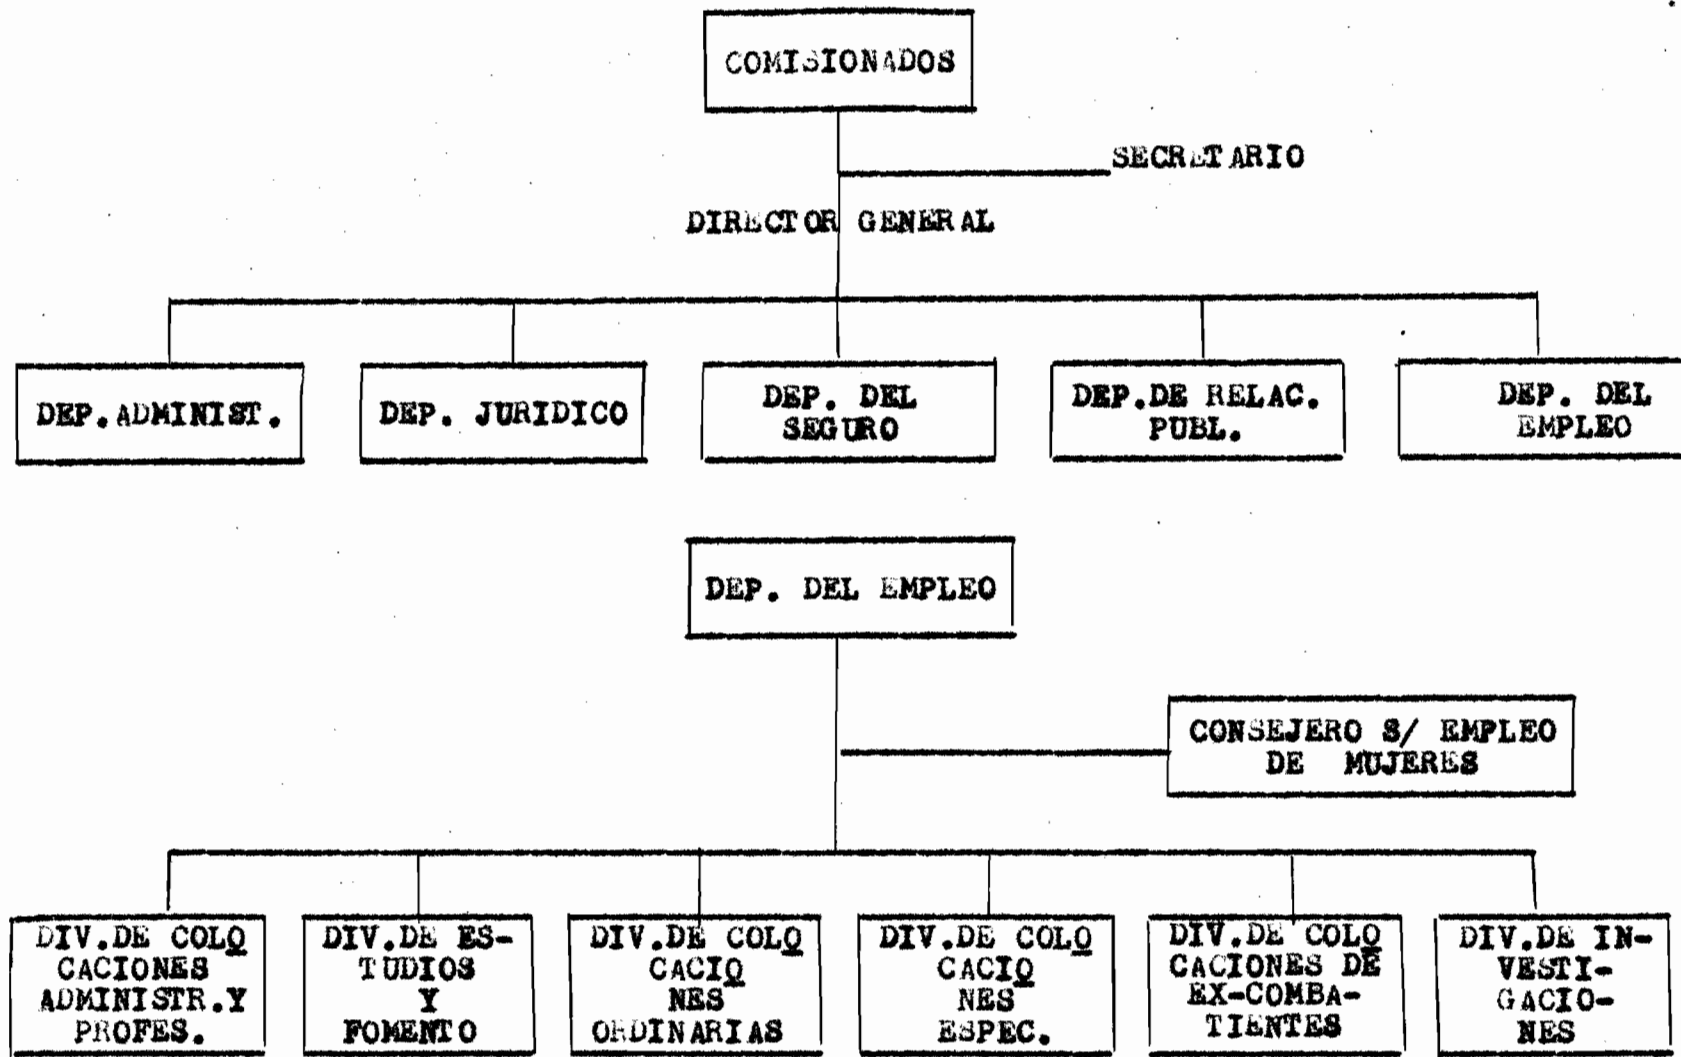 COMISIONADOS
SECRETARIO
DIRECTOR GENERAL
DEP. ADMINIST.
DEP. JURIDICO
DEP. DEL
SEGURO
DEP. DE RELAC.
PUBL.
DEP. DEL
EMPLEO
DEP. DEL EMPLEO
CONSEJERO S/ EMPLEO
DE MUJERES
DIV. DE COLO
CACIONES
ADMINISTR. Y
PROFES.
DIV. DE ES-
TUDIOS
Y
FOMENTO
DIV. DE COLO
CACIO
NES
ORDINARIAS
DIV. DE COLO
CACIO
NES
ESPEC.
DIV. DE COLO
CACIONES DE
EX-COMBA-
TIENTES
DIV. DE IN-
VESTI-
GACIO-
NES